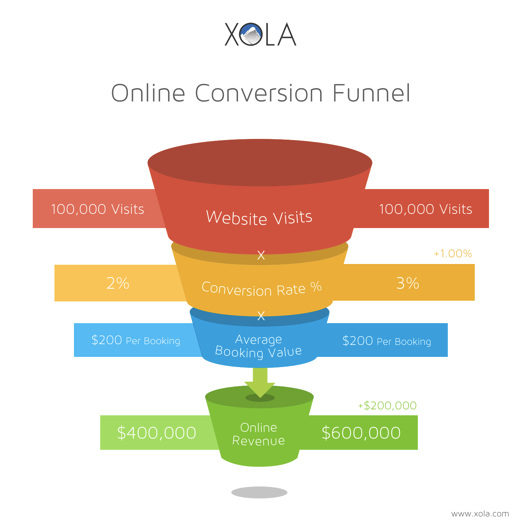 XOLA
Online Conversion Funnel
100,000 Visits
Website Visits
100,000 Visits
x
+1.00%
2%
Conversion Rate %
3%
x
$200 Per Booking
Average
Booking Value
$200 Per Booking
+$200,000
$400,000
Online
Revenue
$600,000
www.xola.com